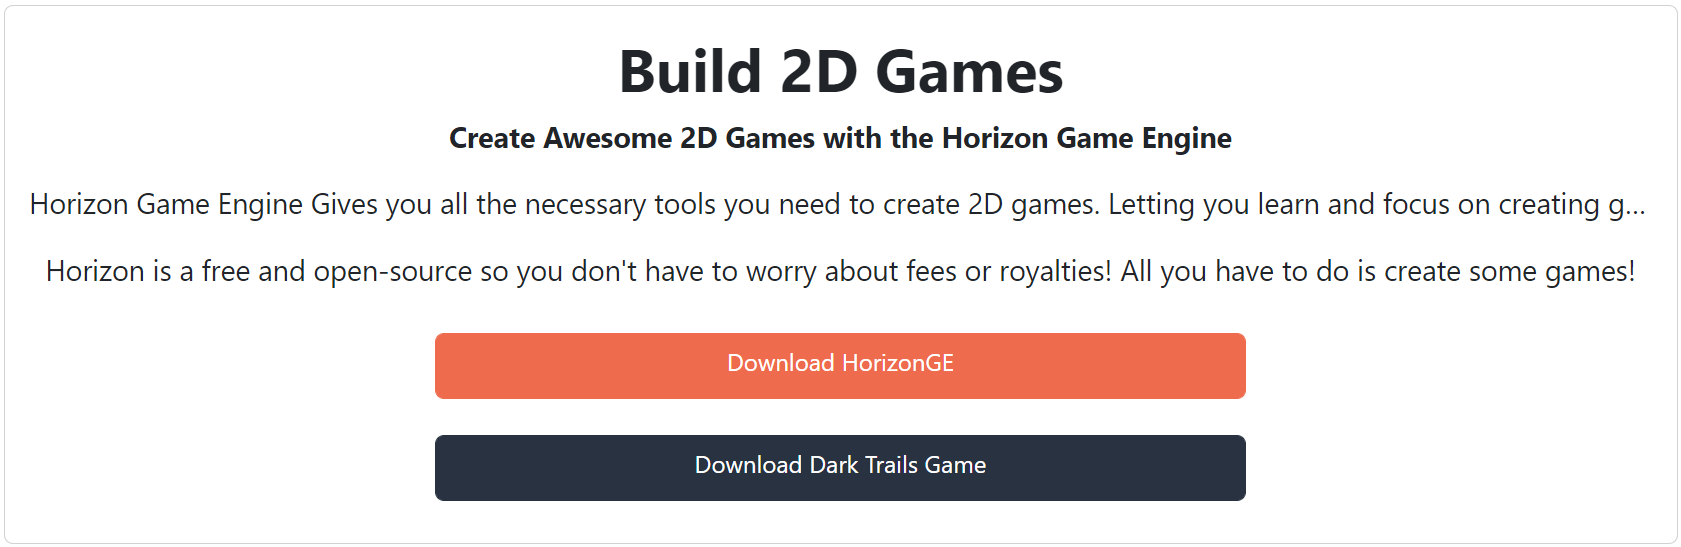 Build 2D Games
Create Awesome 2D Games with the Horizon Game Engine
Horizon Game Engine Gives you all the necessary tools you need to create 2D games. Letting you learn and focus on creating g...
Horizon is a free and open-source so you don't have to worry about fees or royalties! All you have to do is create some games!
Download HorizonGE
Download Dark Trails Game